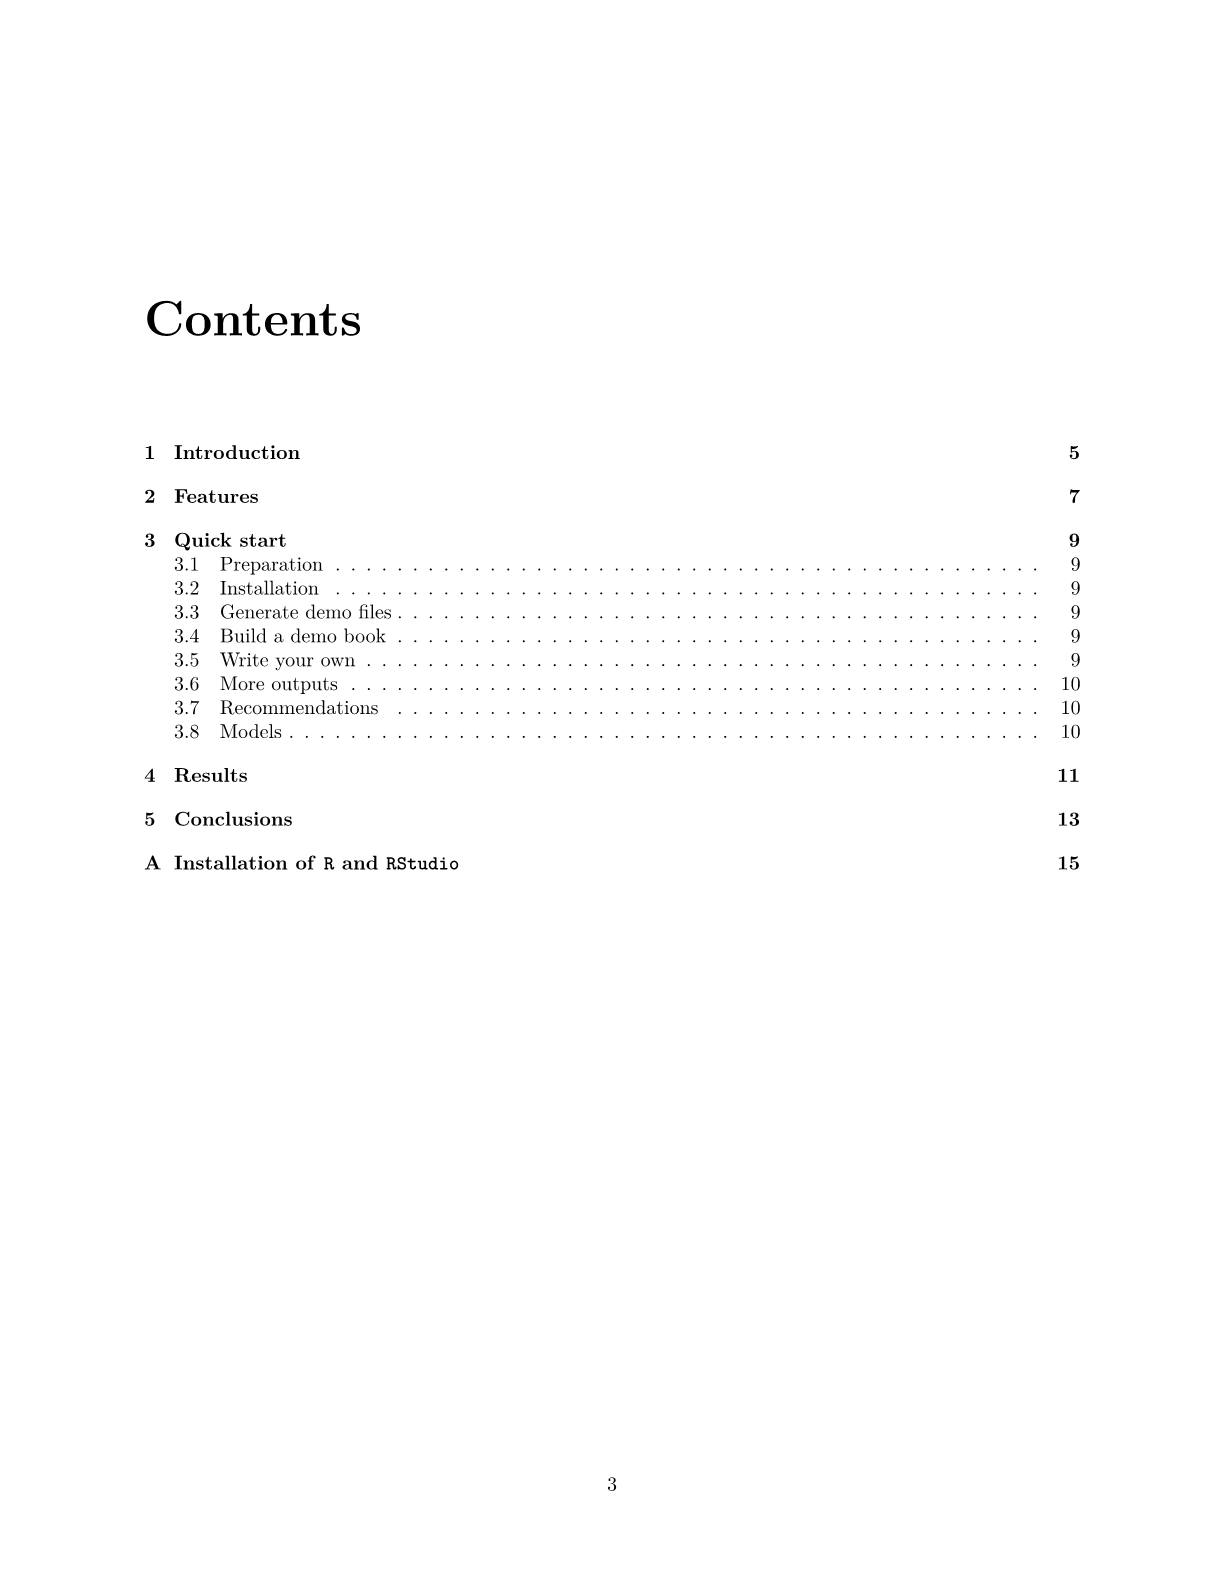 Contents
1 Introduction 5
2 Features 7
3 Quick start 9
3.1 Preparation . . . . . . . . . . . . . . . . . . . . . . . . . . . . . . . . . . . . . . . . . . . . . . 9
3.2 Installation . . . . . . . . . . . . . . . . . . . . . . . . . . . . . . . . . . . . . . . . . . . . . . 9
3.3 Generate demo files . . . . . . . . . . . . . . . . . . . . . . . . . . . . . . . . . . . . . . . . . . 9
3.4 Build a demo book . . . . . . . . . . . . . . . . . . . . . . . . . . . . . . . . . . . . . . . . . . 9
3.5 Write your own . . . . . . . . . . . . . . . . . . . . . . . . . . . . . . . . . . . . . . . . . . . . 9
3.6 More outputs . . . . . . . . . . . . . . . . . . . . . . . . . . . . . . . . . . . . . . . . . . . . . 10
3.7 Recommendations . . . . . . . . . . . . . . . . . . . . . . . . . . . . . . . . . . . . . . . . . . 10
3.8 Models . . . . . . . . . . . . . . . . . . . . . . . . . . . . . . . . . . . . . . . . . . . . . . . . . 10
4 Results 11
5 Conclusions 13
A Installation of R and RStudio 15
3